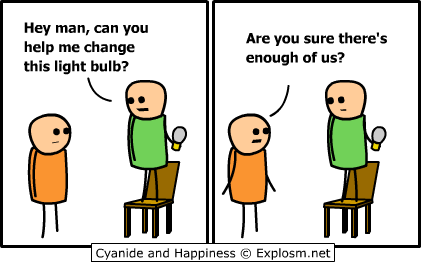 Hey man, can you
help me change
this light bulb?
Are you sure there's
enough of us?
Cyanide and Happiness © Explosm.net